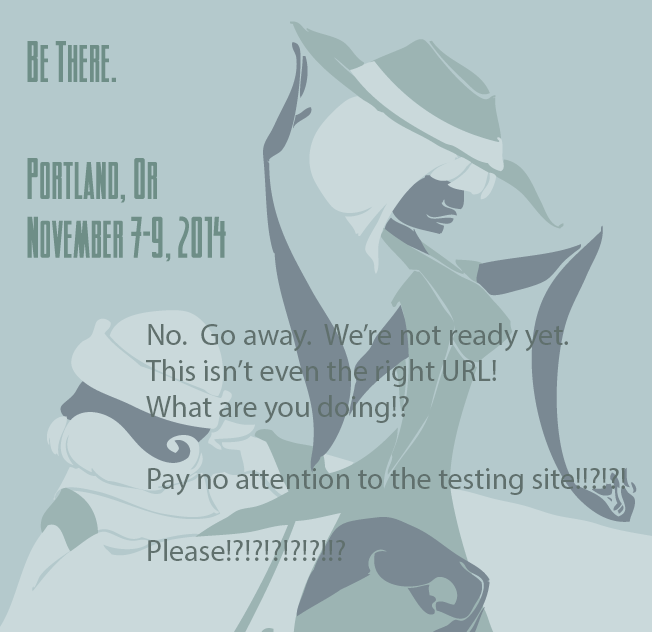 Be There.
Portland, Or
November 7-9, 2014
No.  Go away.  We're not ready yet.
This isn't even the right URL!
What are you doing!?
Pay no attention to the testing site!!?!?!
Please!?!?!?!?!?!!?